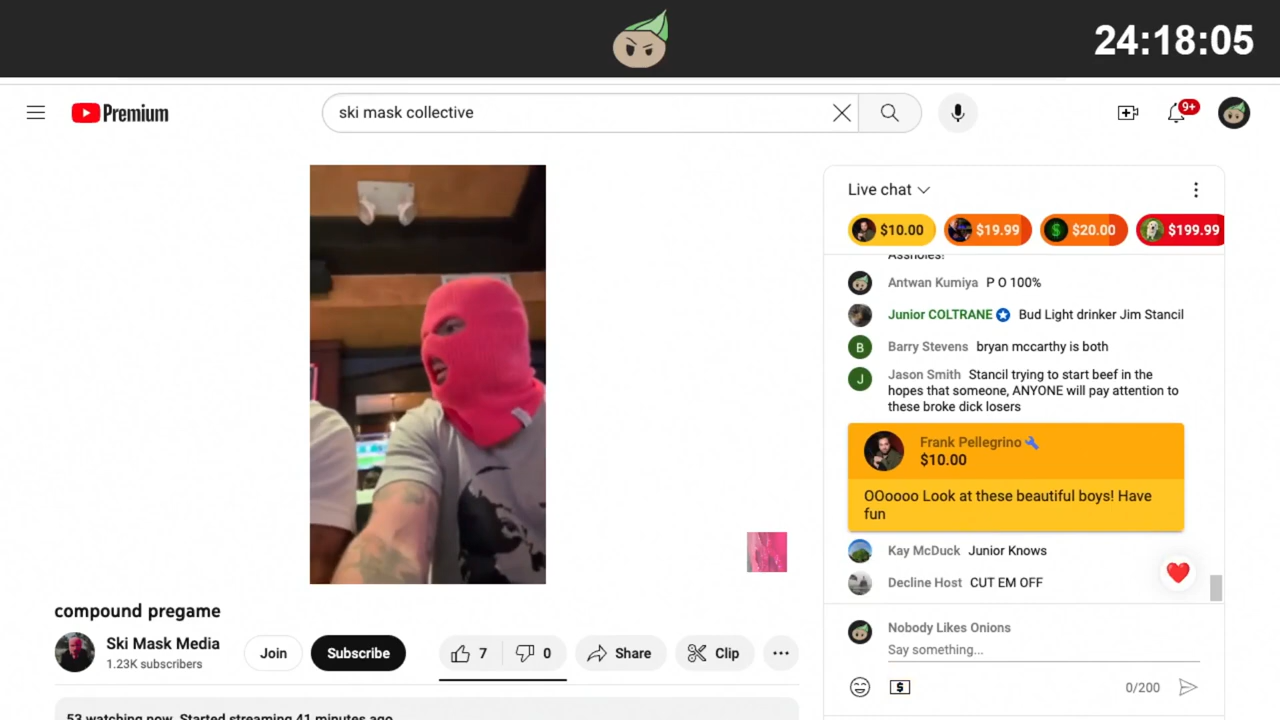 24:18:05
Premium
ski mask collective
9+
Live chat
$10.00
$19.99
$20.00
$199.99
Assholes!
Antwan Kumiya P O 100%
Junior COLTRANE Bud Light drinker Jim Stancil
B Barry Stevens bryan mccarthy is both
J Jason Smith Stancil trying to start beef in the
hopes that someone, ANYONE will pay attention to
these broke dick losers
Frank Pellegrino
$10.00
OOoooo Look at these beautiful boys! Have
fun
Kay McDuck Junior Knows
Decline Host CUT EM OFF
Nobody Likes Onions
Say something...
0/200
compound pregame
Ski Mask Media
1.23K subscribers
Join
Subscribe
7
0
Share
Clip
53 watching now Started streaming 41 minutes ago